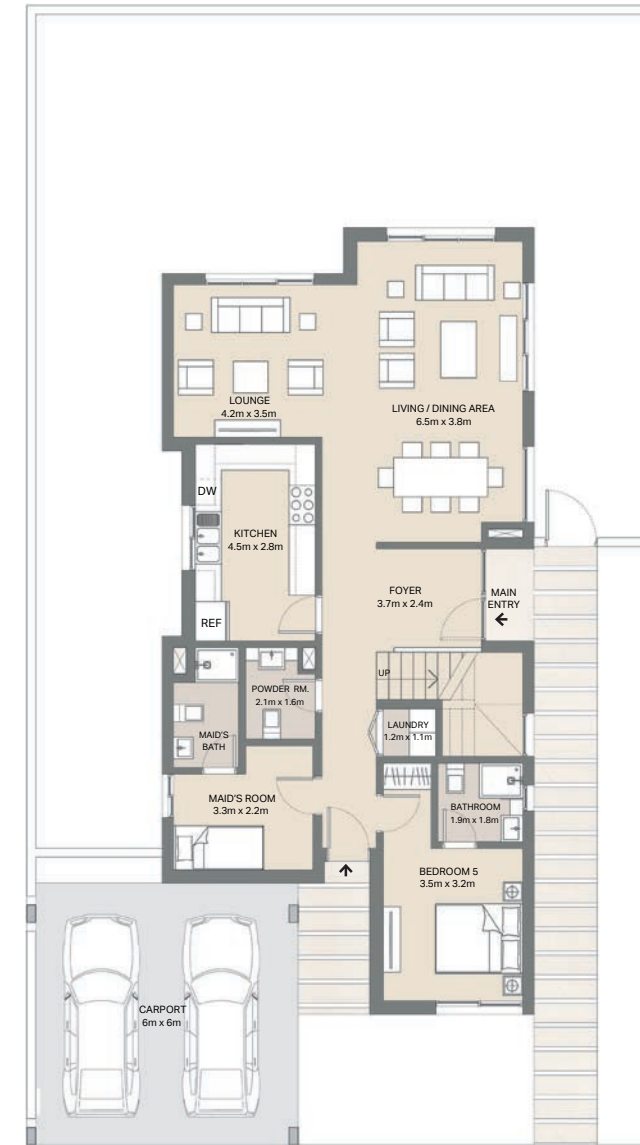 LOUNGE
4.2m x 3.5m
LIVING / DINING AREA
6.5m x 3.8m
DW
KITCHEN
4.5m x 2.8m
REF
FOYER
3.7m x 2.4m
MAIN
ENTRY
UP
POWDER RM.
2.1m x 1.6m
MAID'S
BATH
LAUNDRY
1.2m x 1.1m
MAID'S ROOM
3.3m x 2.2m
BATHROOM
1.9m x 1.8m
BEDROOM 5
3.5m x 3.2m
CARPORT
6m x 6m